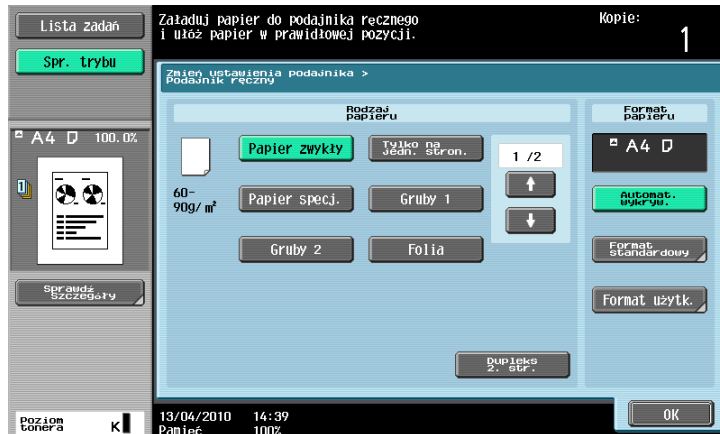 Lista zadań
Załaduj papier do podajnika ręcznego
i ułóż papier w prawidłowej pozycji.
Kopie:
1
Spr. trybu
Zmień ustawienia podajnika >
Podajnik ręczny
Rodzaj
papieru
Format
papieru
A4 100.0%
Papier zwykły
Tylko na
jedn. stron.
1 /2
A4
1
60-
90g/ m²
Papier specj.
Gruby 1
Automat.
wykryw.
Gruby 2
Folia
Format
standardowy
Sprawdź
szczegóły
Format użytk.
Dupleks
2. str.
Poziom
tonera
K
13/04/2010 14:39
Pamięć 100%
OK